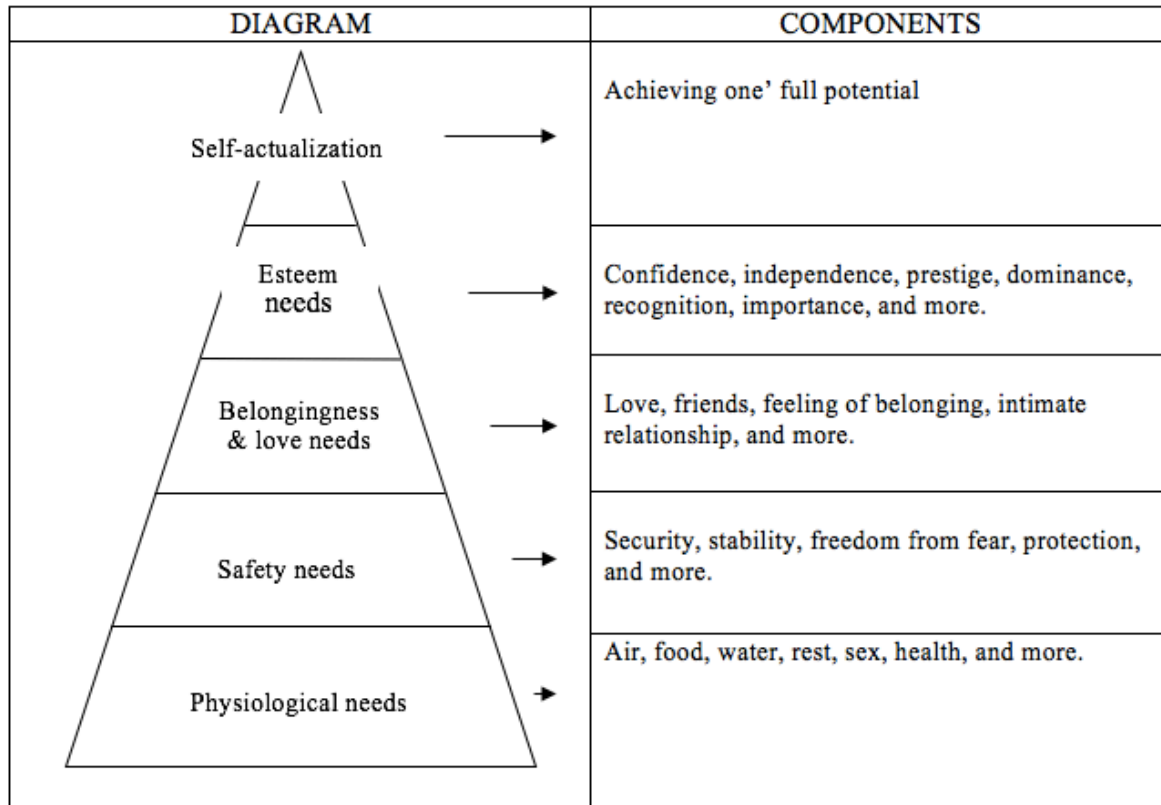 DIAGRAM
COMPONENTS
Self-actualization
Achieving one' full potential
Esteem
needs
Confidence, independence, prestige, dominance,
recognition, importance, and more.
Belongingness
& love needs
Love, friends, feeling of belonging, intimate
relationship, and more.
Safety needs
Security, stability, freedom from fear, protection,
and more.
Physiological needs
Air, food, water, rest, sex, health, and more.